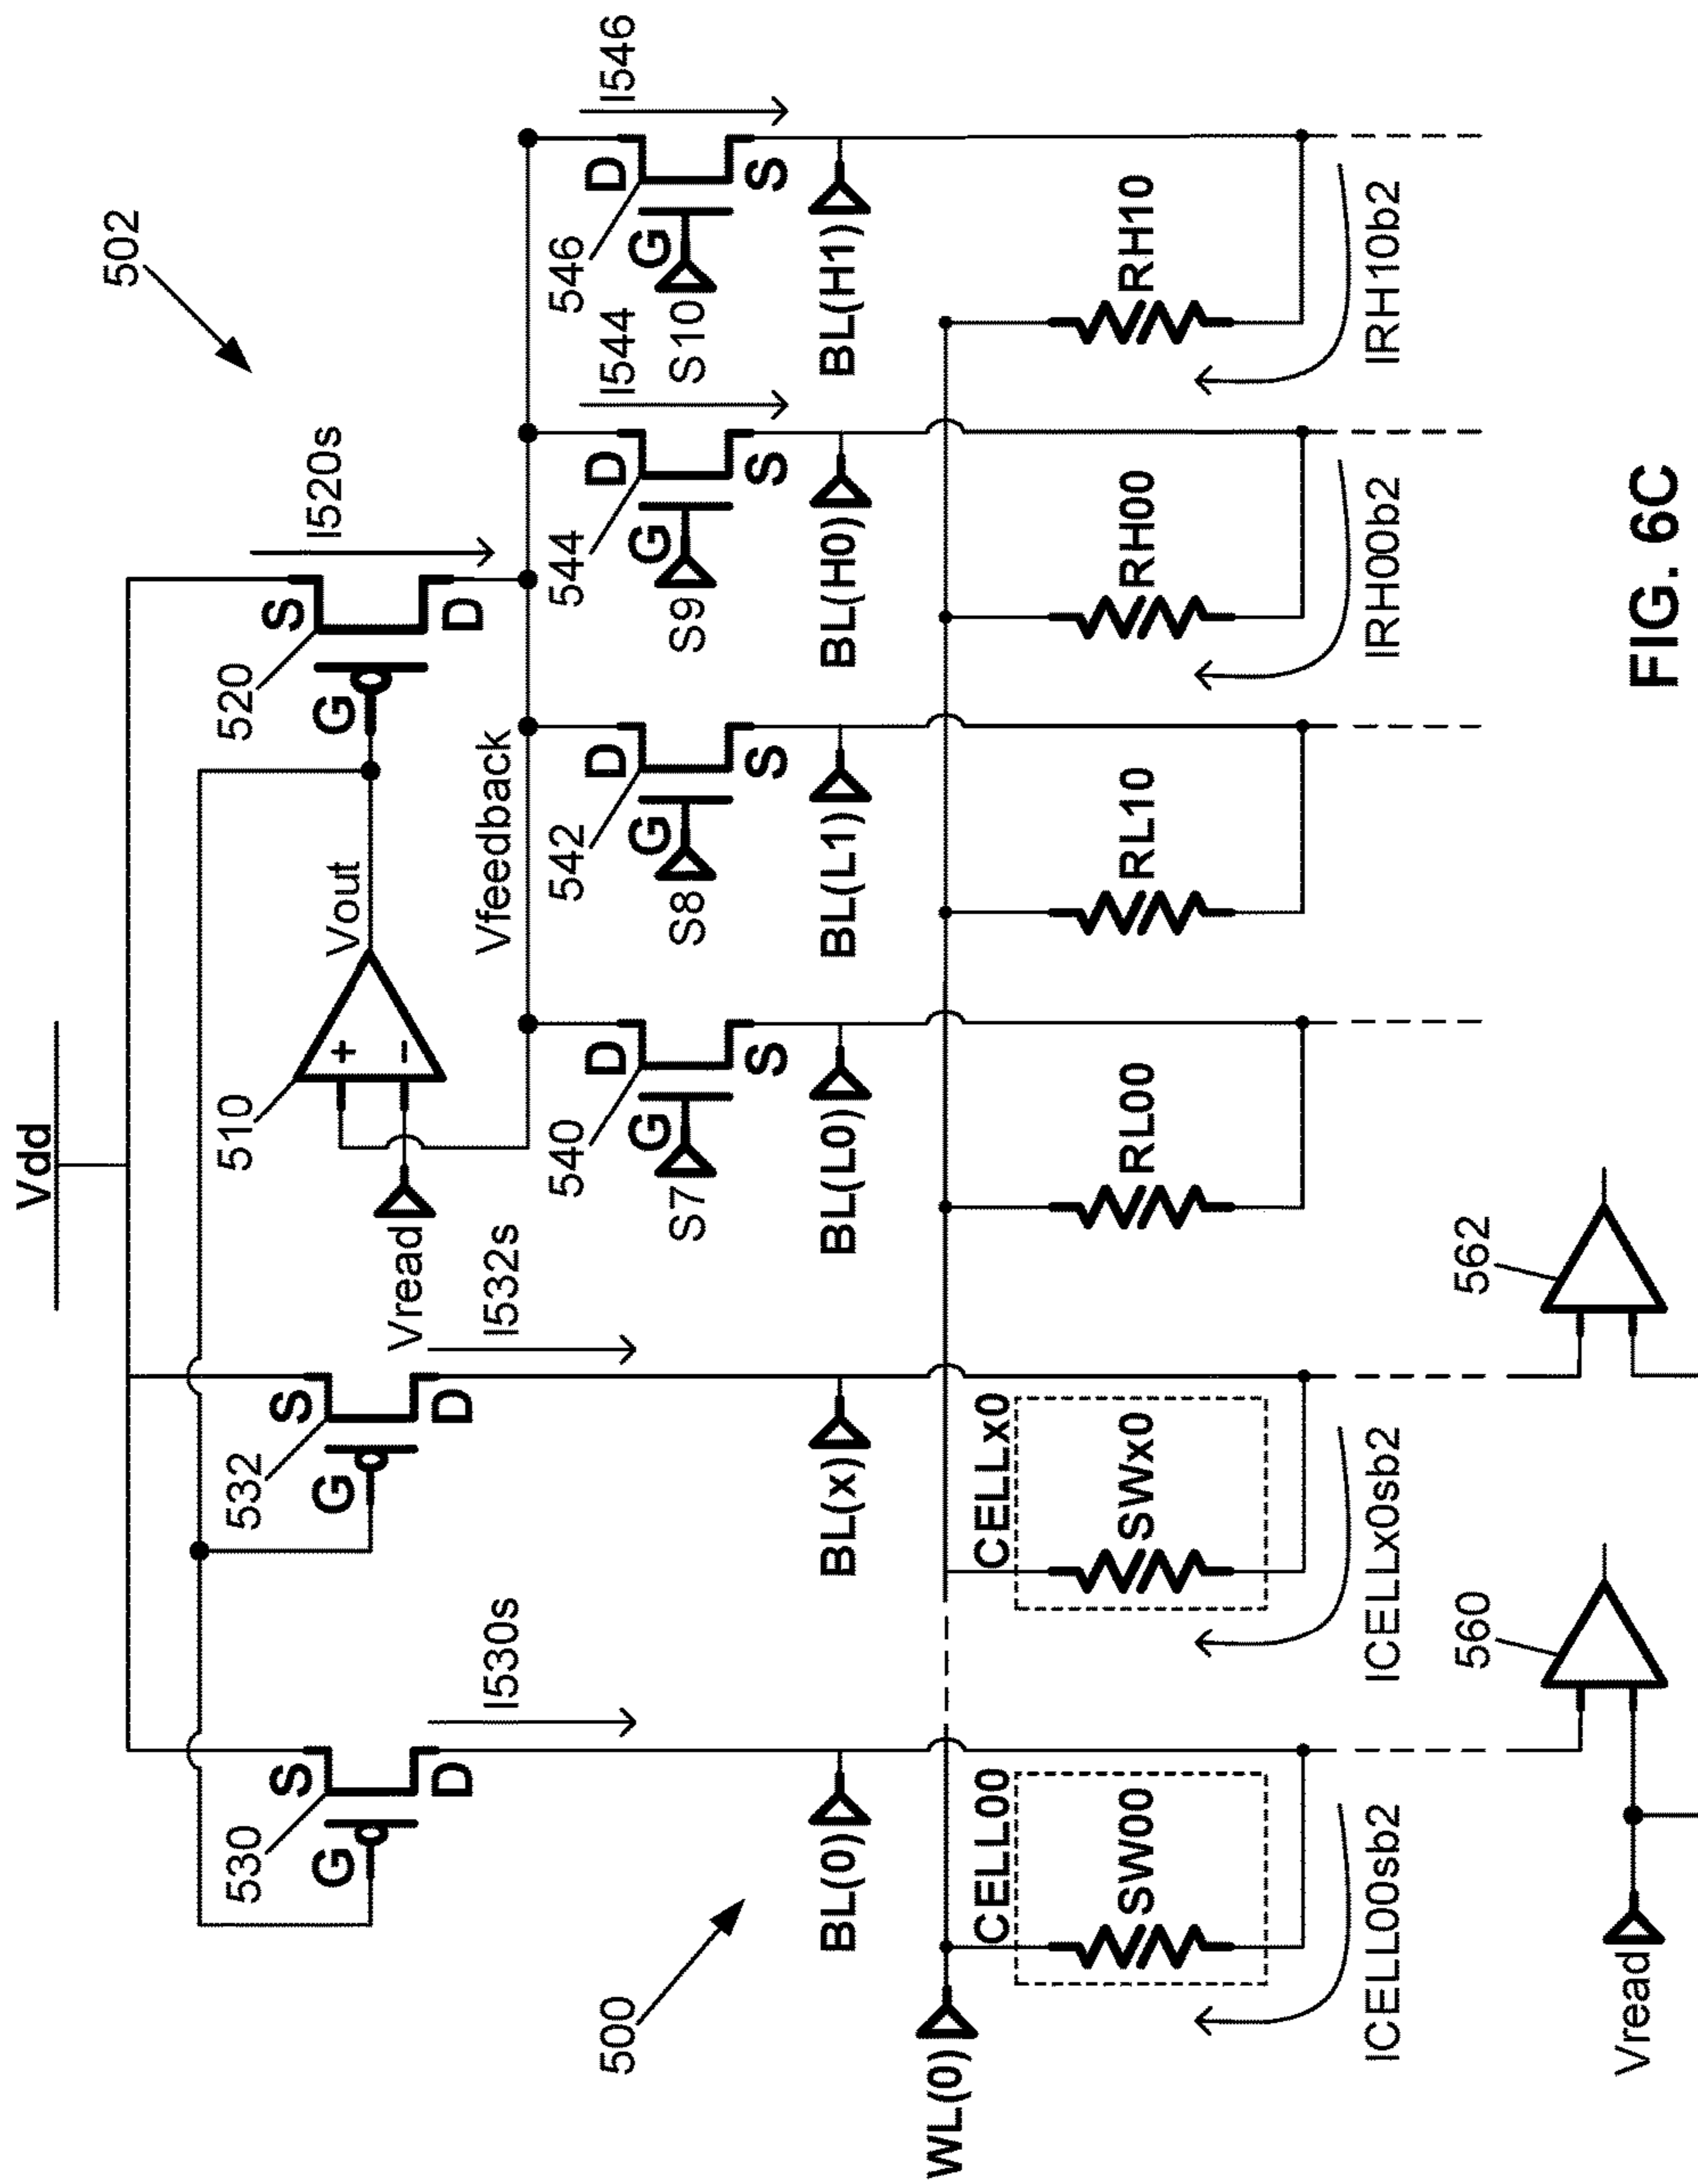 Vdd
502
510
520
530
532
S
G
D
S
G
D
+
-
Vout
S
G
D
I520s
Vread
I530s
I532s
Vfeedback
540
542
544
546
D
G
S
D
G
S
D
G
S
D
G
S
I544
I546
S7
S8
S9
S10
500
BL(0)
BL(x)
BL(L0)
BL(L1)
BL(H0)
BL(H1)
WL(0)
CELL00
CELLx0
SW00
SWx0
RL00
RL10
RH00
RH10
ICELL00sb2
ICELLx0sb2
IRH00b2
IRH10b2
560
562
Vread
FIG. 6C